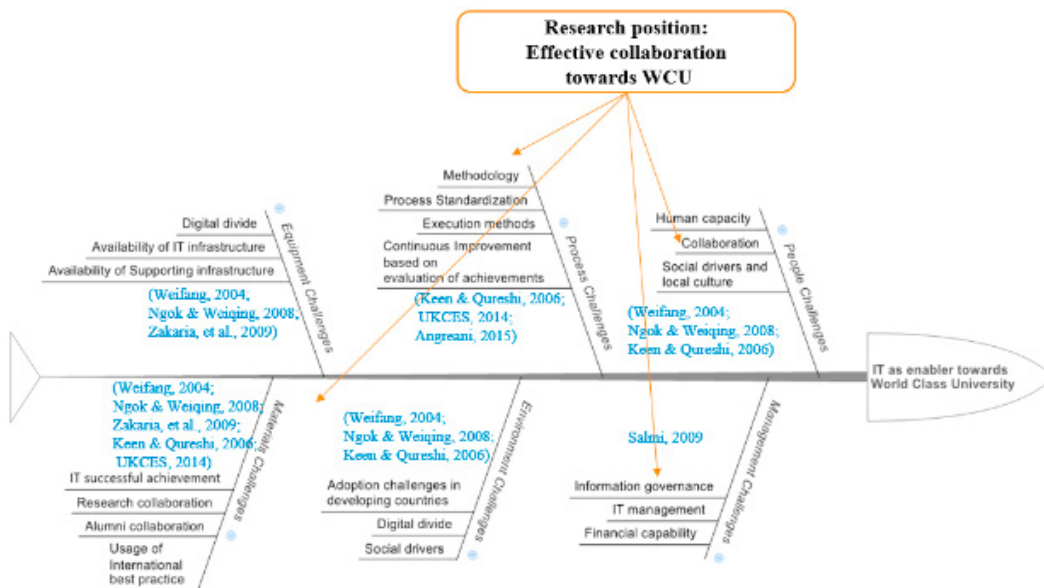 Research position:
Effective collaboration
towards WCU
Methodology
Process Standardization
Execution methods
Continuous Improvement
based on
evaluation of achievements
(Keen & Qureshi, 2006;
UKCES, 2014;
Angreani, 2015)
Process Challenges
Digital divide
Availability of IT infrastructure
Availability of Supporting infrastructure
(Weifang, 2004;
Ngok & Weiqing, 2008;
Zakaria, et al., 2009)
Equipment Challenges
Human capacity
Collaboration
Social drivers and
local culture
(Weifang, 2004;
Ngok & Weiqing, 2008;
Keen & Qureshi, 2006)
People Challenges
IT as enabler towards
World Class University
(Weifang, 2004;
Ngok & Weiqing, 2008;
Zakaria, et al., 2009;
Keen & Qureshi, 2006;
UKCES, 2014)
IT successful achievement
Research collaboration
Alumni collaboration
Usage of
International
best practice
Materials Challenges
(Weifang, 2004;
Ngok & Weiqing, 2008;
Keen & Qureshi, 2006)
Adoption challenges in
developing countries
Digital divide
Social drivers
Environment Challenges
Salmi, 2009
Information governance
IT management
Financial capability
Management Challenges